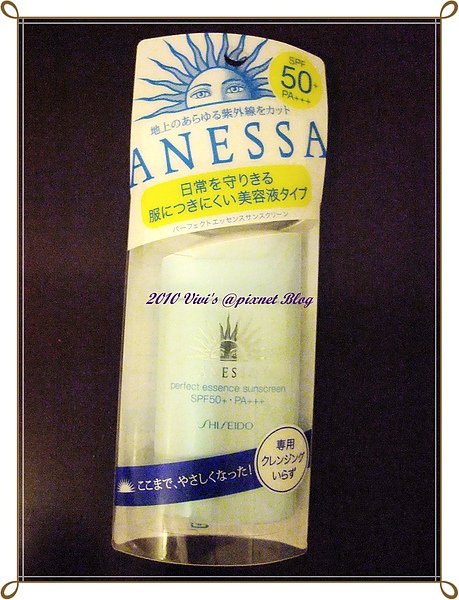 SPF
50+
PA+++
地上のあらゆる紫外線をカット
ANESSA
日常を守りきる
服につきにくい美容液タイプ
パーフェクトエッセンスサンスクリーン
2010 Vivi's @pixnet Blog
perfect essence sunscreen
SPF50+・PA+++
SHISEIDO
専用
クレンジング
いらず
ここまで、やさしくなった!